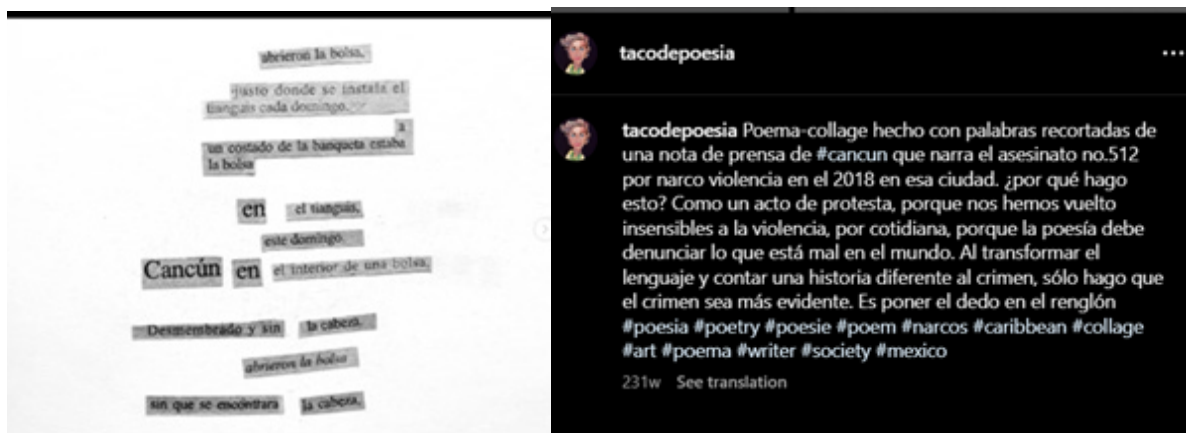 abrieron la bolsa,
justo donde se instala el
tianguis cada domingo.
a
un costado de la banqueta estaba
la bolsa
en el tianguis,
este domingo.
Cancún en el interior de una bolsa,
Desmembrado y sin la cabeza.
abrieron la bolsa
sin que se encontrara la cabeza,
tacodepoesia
tacodepoesia Poema-collage hecho con palabras recortadas de
una nota de prensa de #cancun que narra el asesinato no.512
por narco violencia en el 2018 en esa ciudad. ¿por qué hago
esto? Como un acto de protesta, porque nos hemos vuelto
insensibles a la violencia, por cotidiana, porque la poesía debe
denunciar lo que está mal en el mundo. Al transformar el
lenguaje y contar una historia diferente al crimen, sólo hago que
el crimen sea más evidente. Es poner el dedo en el renglón
#poesia #poetry #poesie #poem #narcos #caribbean #collage
#art #poema #writer #society #mexico
231w See translation